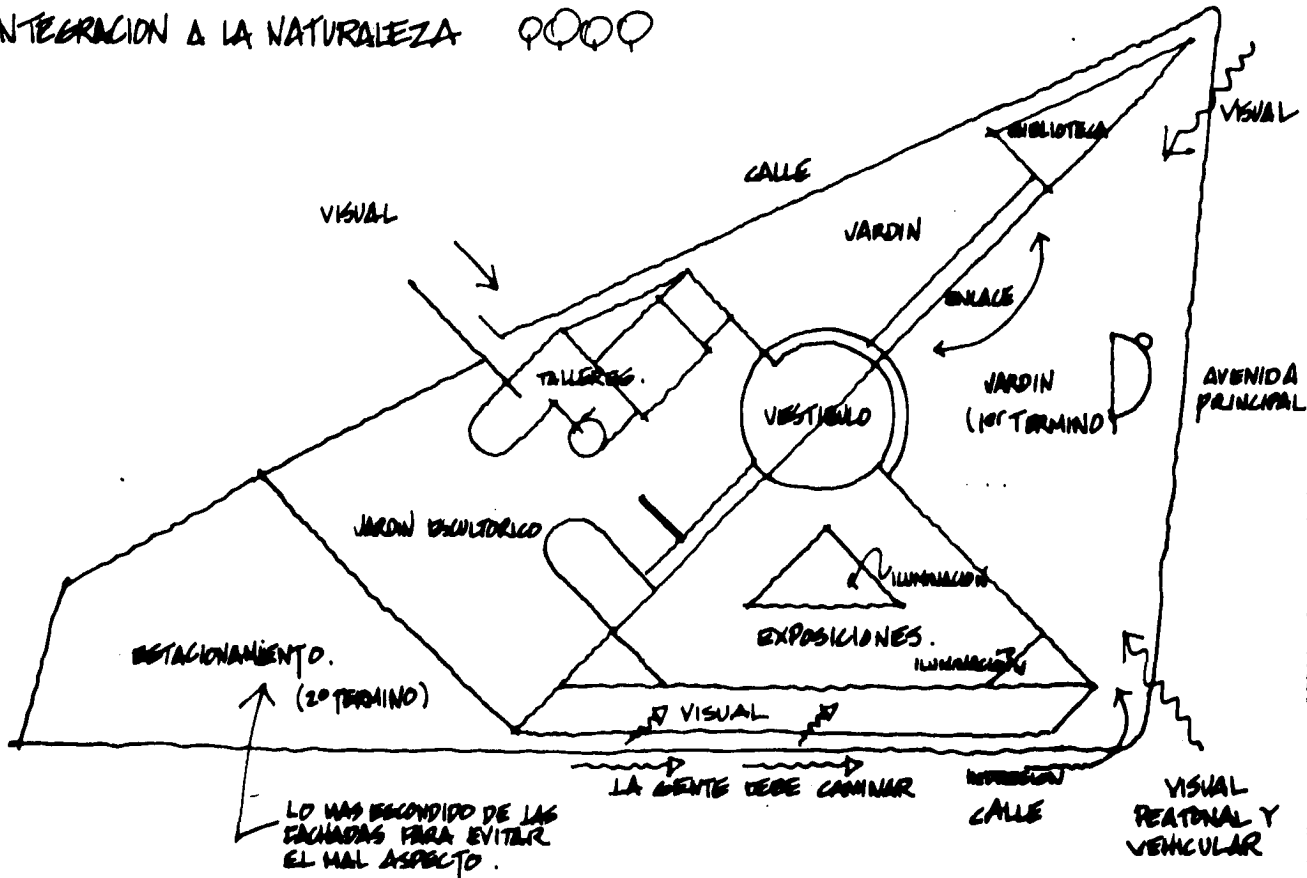 NTEGRACION A LA NATURALEZA
VISUAL
BIBLIOTECA
CALLE
VISUAL
JARDIN
ENLACE
TALLERES.
VESTIBULO
JARDIN
(1er TERMINO)
AVENIDA
PRINCIPAL
JARDIN ESCULTORICO
ILUMINACION
EXPOSICIONES.
ILUMINACION
ESTACIONAMIENTO.
(2º TERMINO)
VISUAL
LA GENTE DEBE CAMINAR
CALLE
VISUAL
PEATONAL Y
VEHICULAR
LO MAS ESCONDIDO DE LAS
FACHADAS PARA EVITAR
EL MAL ASPECTO.